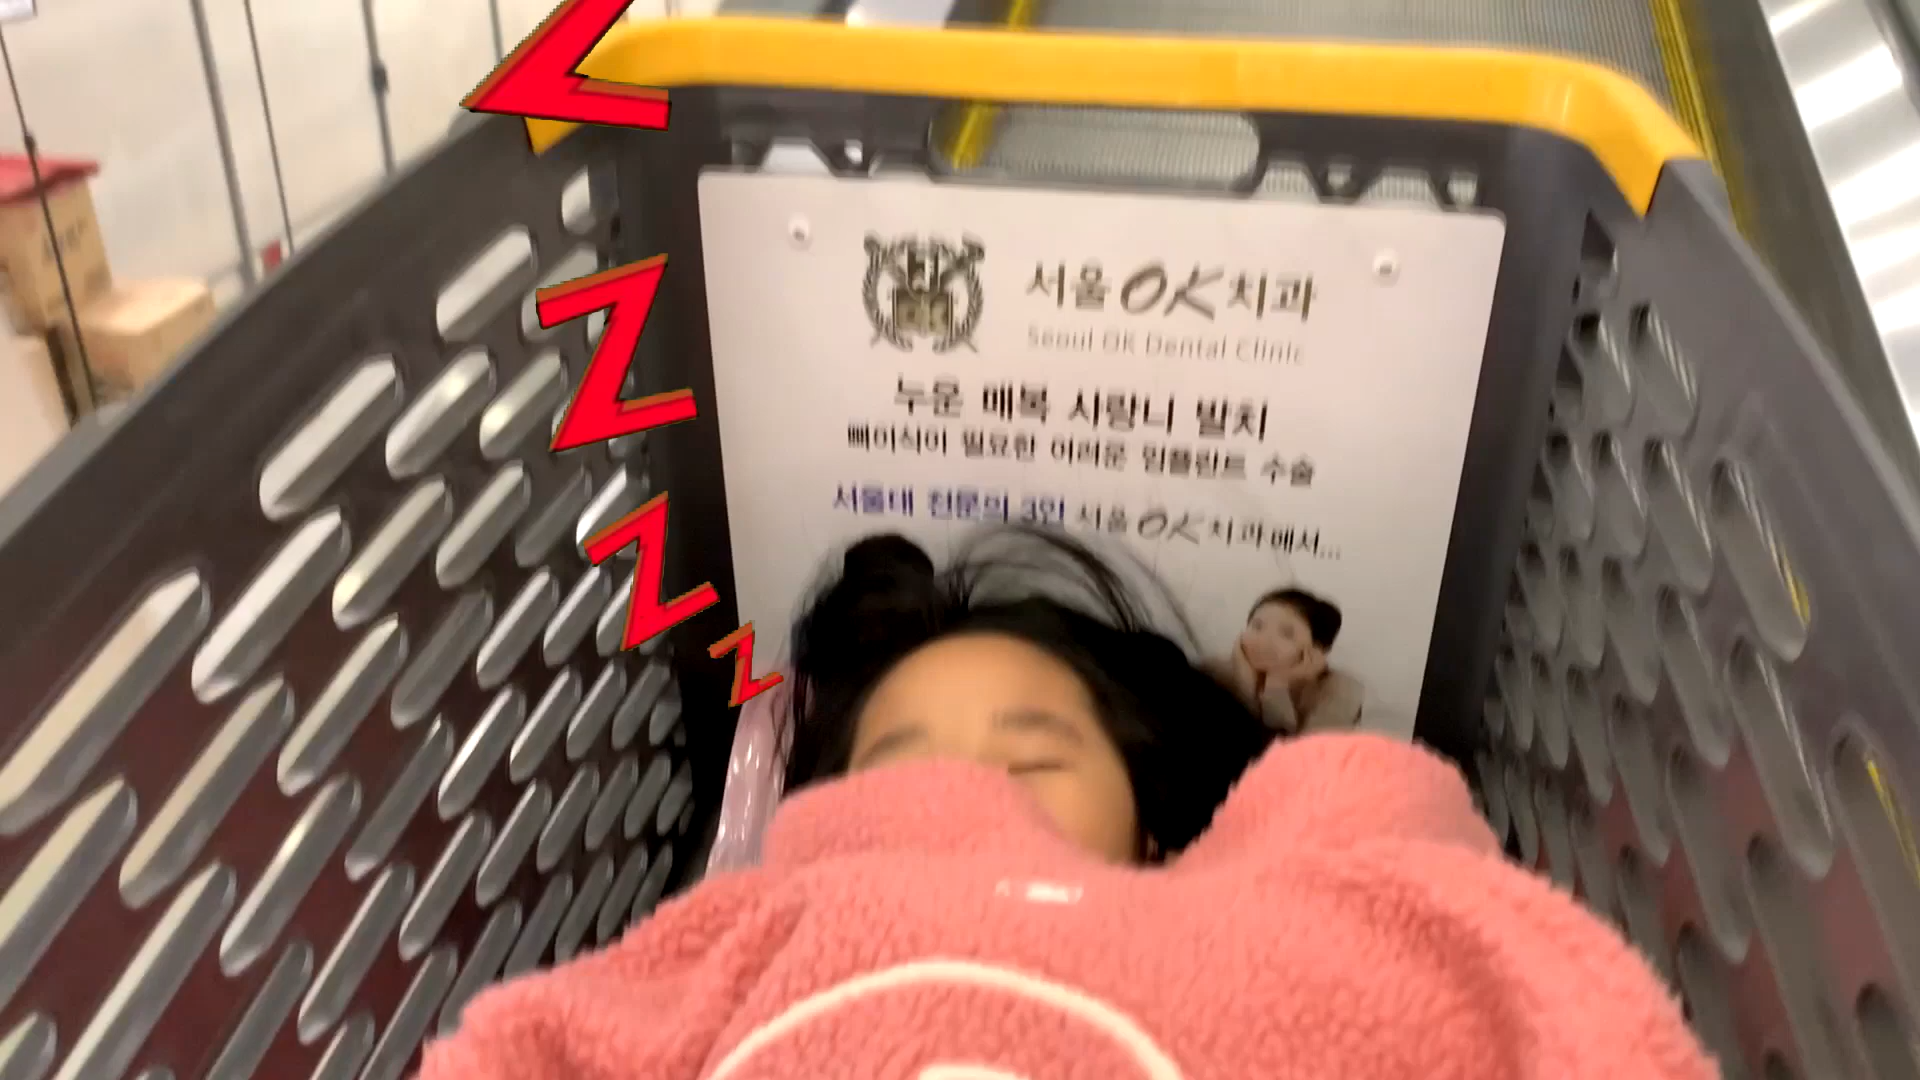 Z
Z
Z
Z
서울OK치과
Seoul OK Dental Clinic
누운 매복 사랑니 발치
뼈이식이 필요한 어려운 임플란트 수술
서울대 전문의 3인 서울OK치과에서...